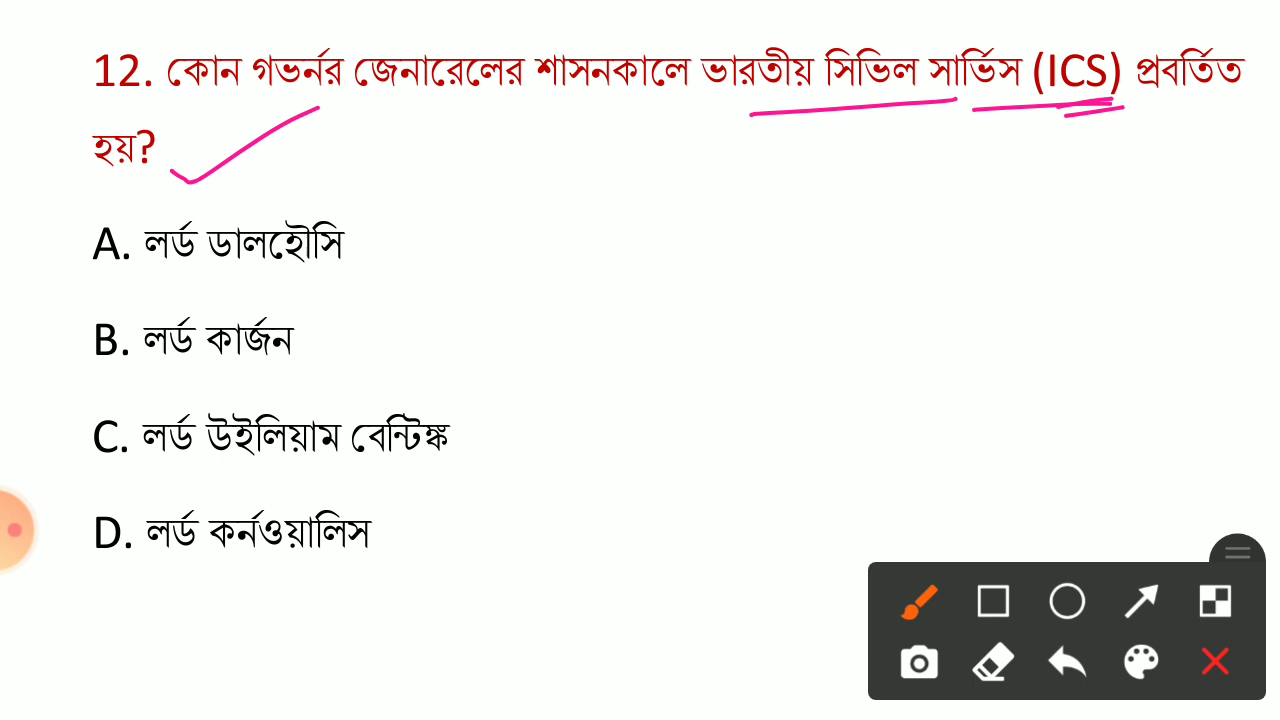 12. কোন গভর্নর জেনারেলের শাসনকালে ভারতীয় সিভিল সার্ভিস (ICS) প্রবর্তিত
হয়?
A. লর্ড ডালহৌসি
B. লর্ড কার্জন
C. লর্ড উইলিয়াম বেন্টিঙ্ক
D. লর্ড কর্নওয়ালিস